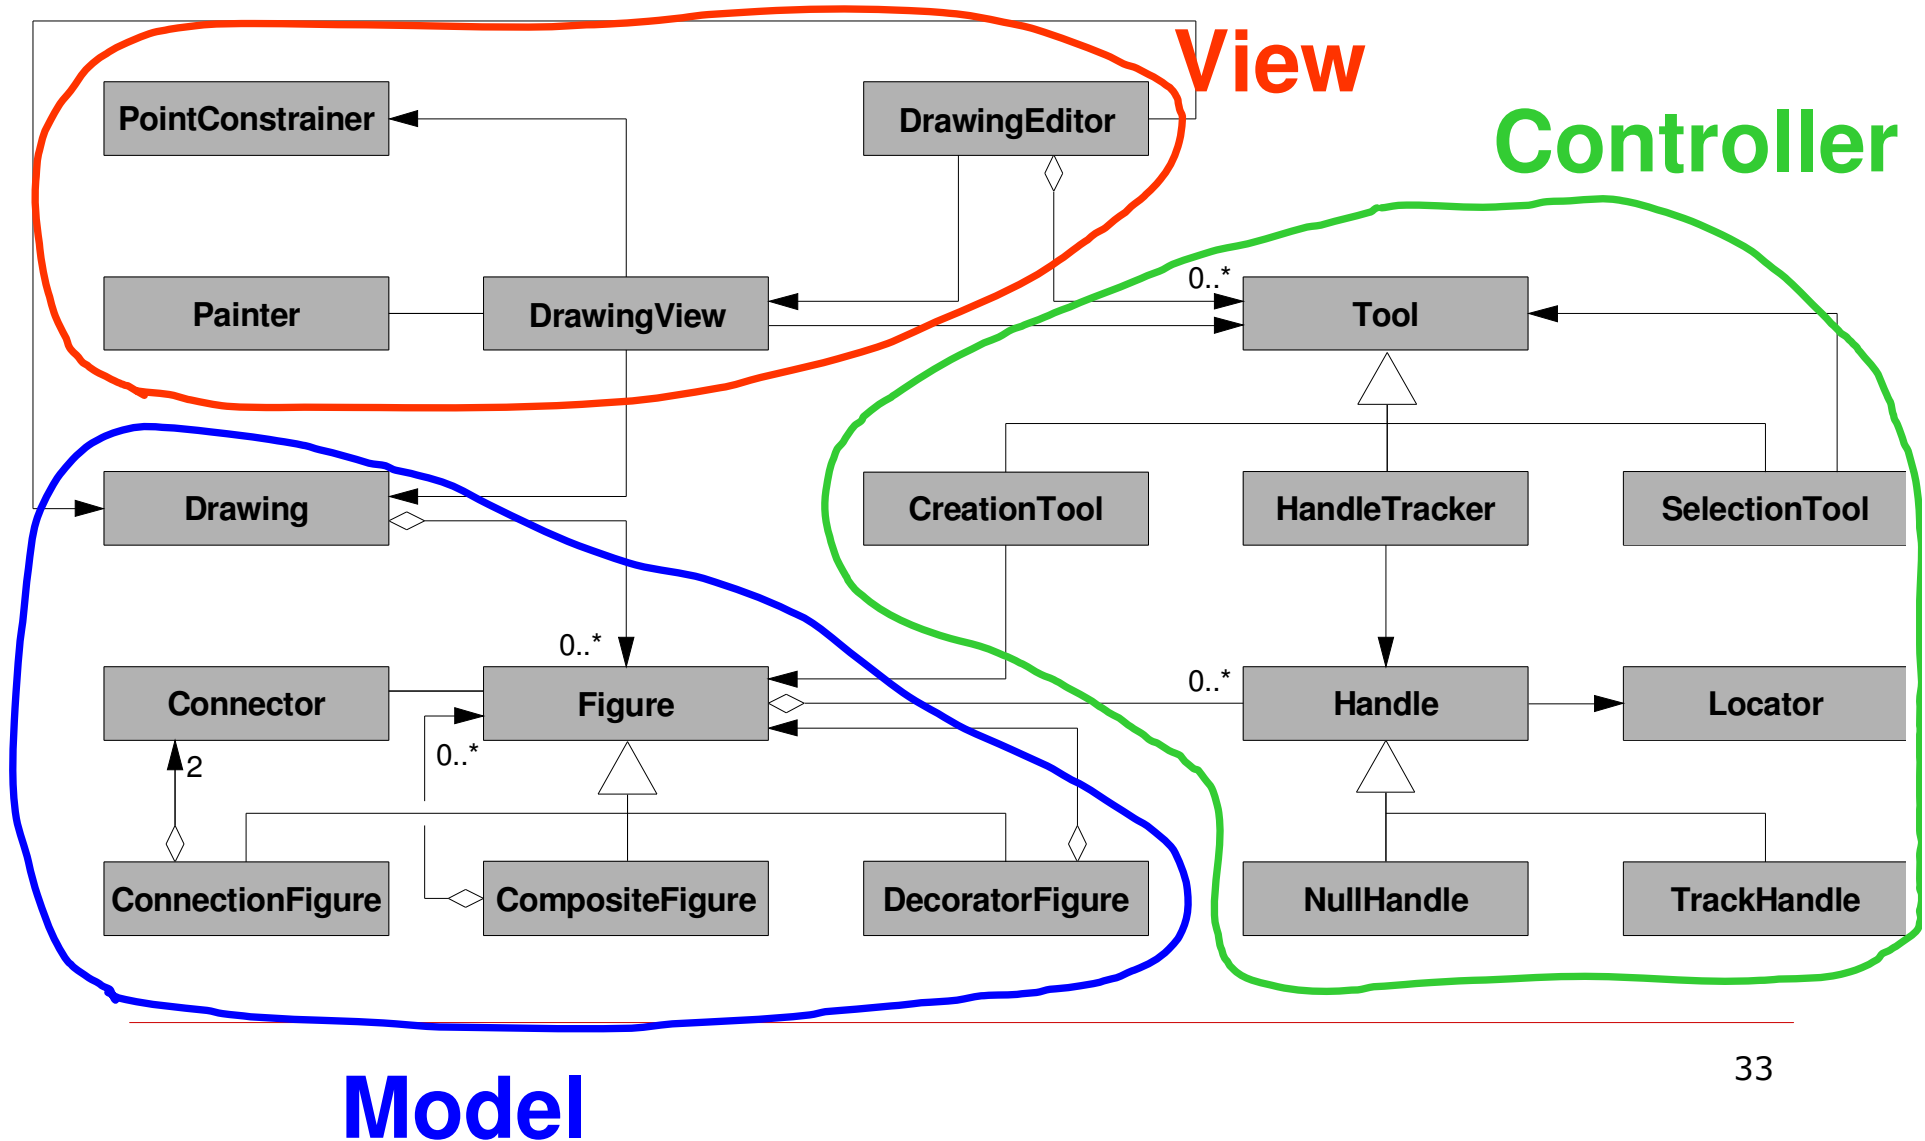 View
Controller
PointConstrainer
DrawingEditor
Painter
DrawingView
0..*
Tool
Drawing
CreationTool
HandleTracker
SelectionTool
0..*
Connector
Figure
0..*
Handle
Locator
0..*
2
ConnectionFigure
CompositeFigure
DecoratorFigure
NullHandle
TrackHandle
Model
33